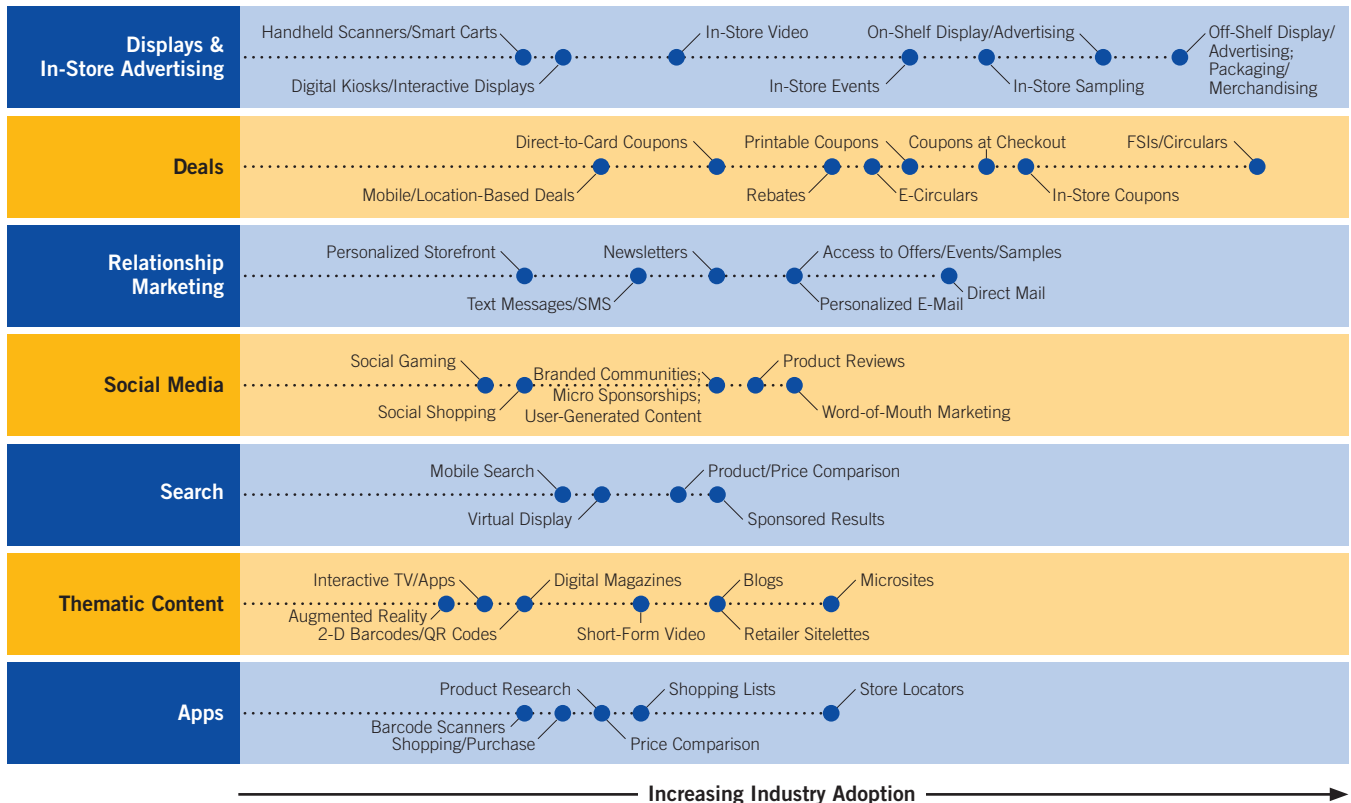 Displays &
In-Store Advertising
Handheld Scanners/Smart Carts
In-Store Video
On-Shelf Display/Advertising
Off-Shelf Display/
Advertising;
Packaging/
Merchandising
Digital Kiosks/Interactive Displays
In-Store Events
In-Store Sampling
Deals
Direct-to-Card Coupons
Printable Coupons
Coupons at Checkout
FSIs/Circulars
Mobile/Location-Based Deals
Rebates
E-Circulars
In-Store Coupons
Relationship
Marketing
Personalized Storefront
Newsletters
Access to Offers/Events/Samples
Text Messages/SMS
Personalized E-Mail
Direct Mail
Social Media
Social Gaming
Branded Communities;
Micro Sponsorships;
User-Generated Content
Product Reviews
Social Shopping
Word-of-Mouth Marketing
Search
Mobile Search
Product/Price Comparison
Virtual Display
Sponsored Results
Thematic Content
Interactive TV/Apps
Digital Magazines
Blogs
Microsites
Augmented Reality
2-D Barcodes/QR Codes
Short-Form Video
Retailer Sitelettes
Apps
Product Research
Shopping Lists
Store Locators
Barcode Scanners
Shopping/Purchase
Price Comparison
Increasing Industry Adoption